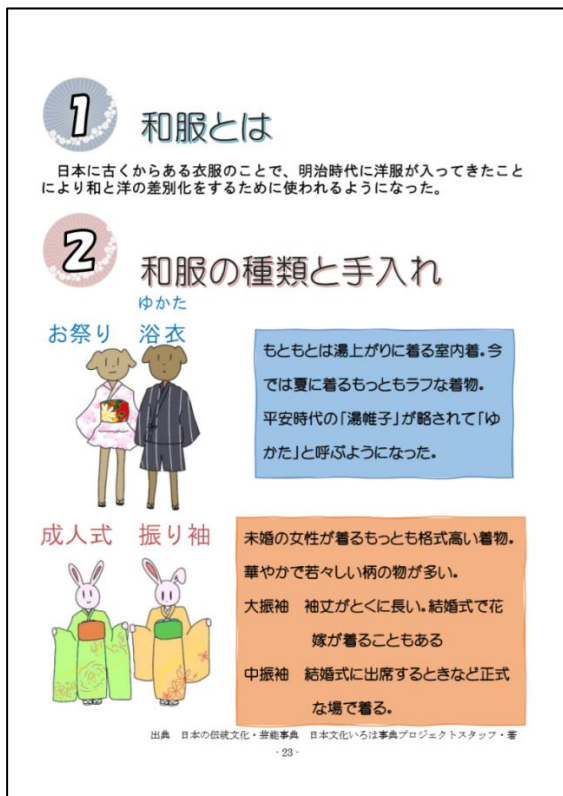 1 和服とは
日本に古くからある衣服のことで、明治時代に洋服が入ってきたこと
により和と洋の差別化をするために使われるようになった。
2 和服の種類と手入れ
ゆかた
お祭り 浴衣
もともとは湯上がりに着る室内着。今
では夏に着るもっともラフな着物。
平安時代の「湯帷子」が略されて「ゆ
かた」と呼ぶようになった。
成人式 振り袖
未婚の女性が着るもっとも格式高い着物。
華やかで若々しい柄の物が多い。
大振袖 袖丈がとくに長い。結婚式で花
嫁が着ることもある
中振袖 結婚式に出席するときなど正式
な場で着る。
出典 日本の伝統文化・芸能事典 日本文化いろは事典プロジェクトスタッフ・著
- 23 -